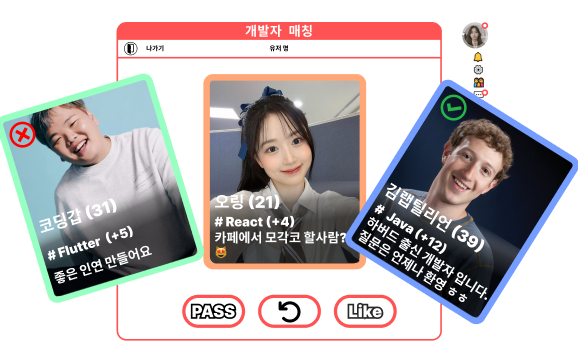 개발자 매칭
나가기
유저 명
코딩갑 (31)
# Flutter (+5)
좋은 인연 만들어요
오링 (21)
# React (+4)
카페에서 모각코 할사람?
😻
김랩틸리언 (39)
# Java (+12)
하버드 출신 개발자 입니다.
질문은 언제나 환영 ㅎㅎ
PASS
Like